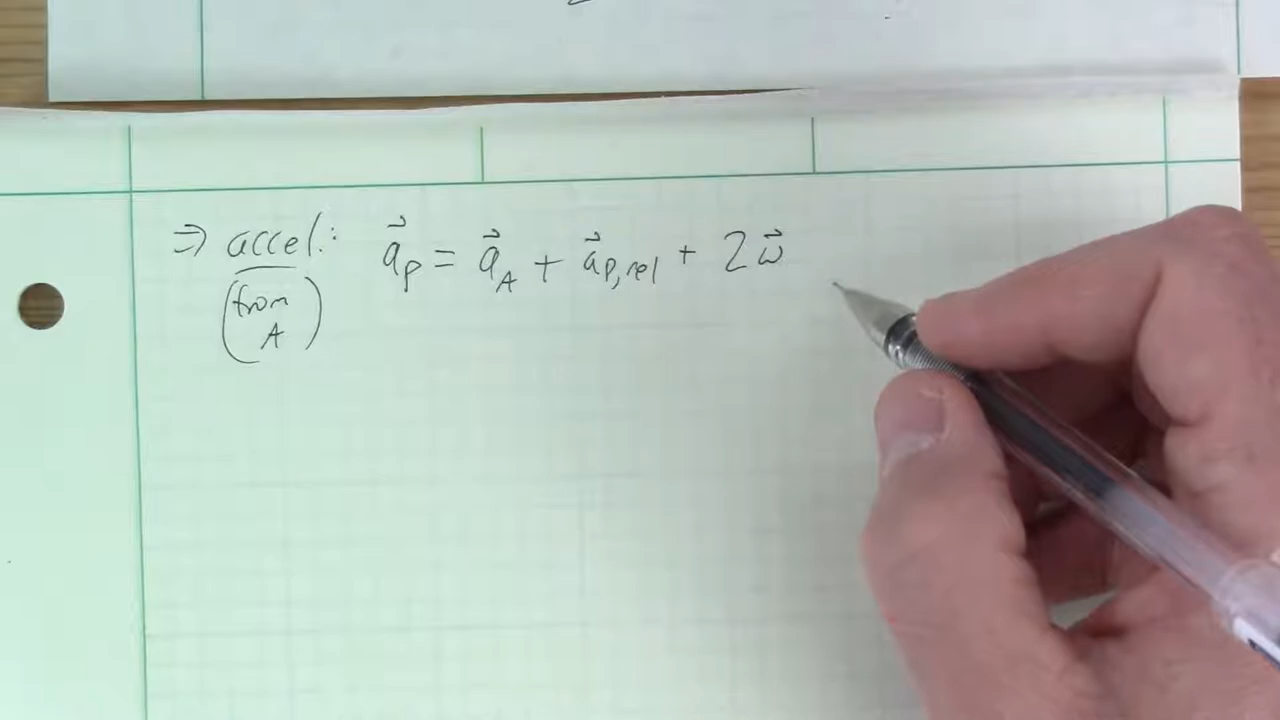 ⇒ accel.: a⃗_P = a⃗_A + a⃗_P,rel + 2ω⃗
(from
A)